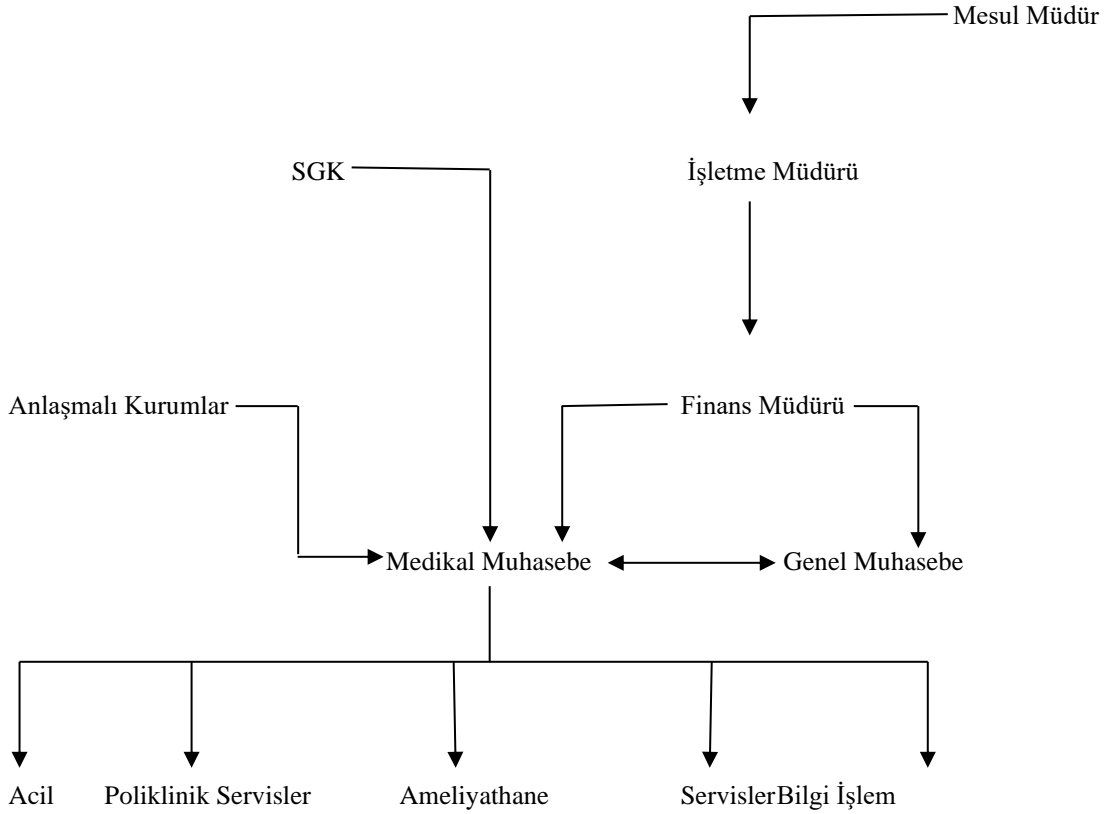 Mesul Müdür
SGK İşletme Müdürü
Anlaşmalı Kurumlar Finans Müdürü
Medikal Muhasebe Genel Muhasebe
Acil Poliklinik Servisler Ameliyathane ServislerBilgi İşlem